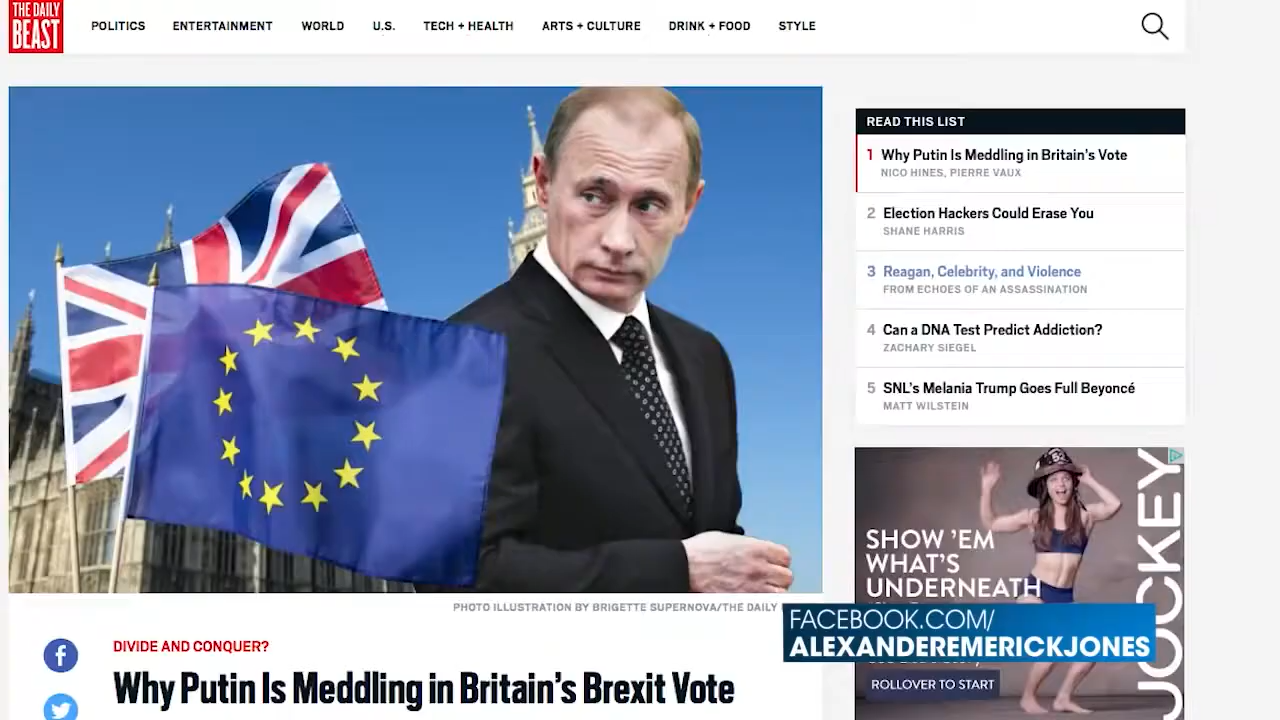 THE DAILY
BEAST
POLITICS
ENTERTAINMENT
WORLD
U.S.
TECH + HEALTH
ARTS + CULTURE
DRINK + FOOD
STYLE
READ THIS LIST
1 Why Putin Is Meddling in Britain's Vote
NICO HINES, PIERRE VAUX
2 Election Hackers Could Erase You
SHANE HARRIS
3 Reagan, Celebrity, and Violence
FROM ECHOES OF AN ASSASSINATION
4 Can a DNA Test Predict Addiction?
ZACHARY SIEGEL
5 SNL's Melania Trump Goes Full Beyoncé
MATT WILSTEIN
52
SHOW 'EM
WHAT'S
UNDERNEATH
JOCKEY
ROLLOVER TO START
PHOTO ILLUSTRATION BY BRIGETTE SUPERNOVA/THE DAILY
FACEBOOK.COM/
ALEXANDEREMERICKJONES
DIVIDE AND CONQUER?
Why Putin Is Meddling in Britain's Brexit Vote